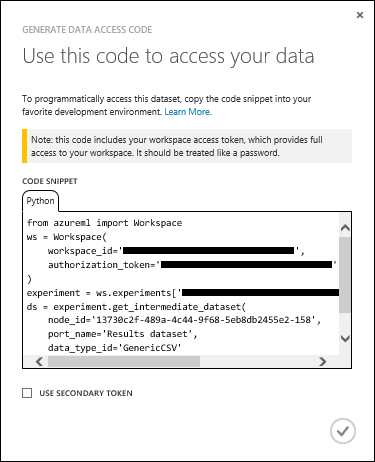 GENERATE DATA ACCESS CODE
Use this code to access your data
To programmatically access this dataset, copy the code snippet into your
favorite development environment. Learn More.
Note: this code includes your workspace access token, which provides full
access to your workspace. It should be treated like a password.
CODE SNIPPET
Python
from azureml import Workspace
ws = Workspace(
    workspace_id='                    ',
    authorization_token='                    '
)
experiment = ws.experiments['
ds = experiment.get_intermediate_dataset(
    node_id='13730c2f-489a-4c44-9f68-5eb8db2455e2-158',
    port_name='Results dataset',
    data_type_id='GenericCSV'
USE SECONDARY TOKEN